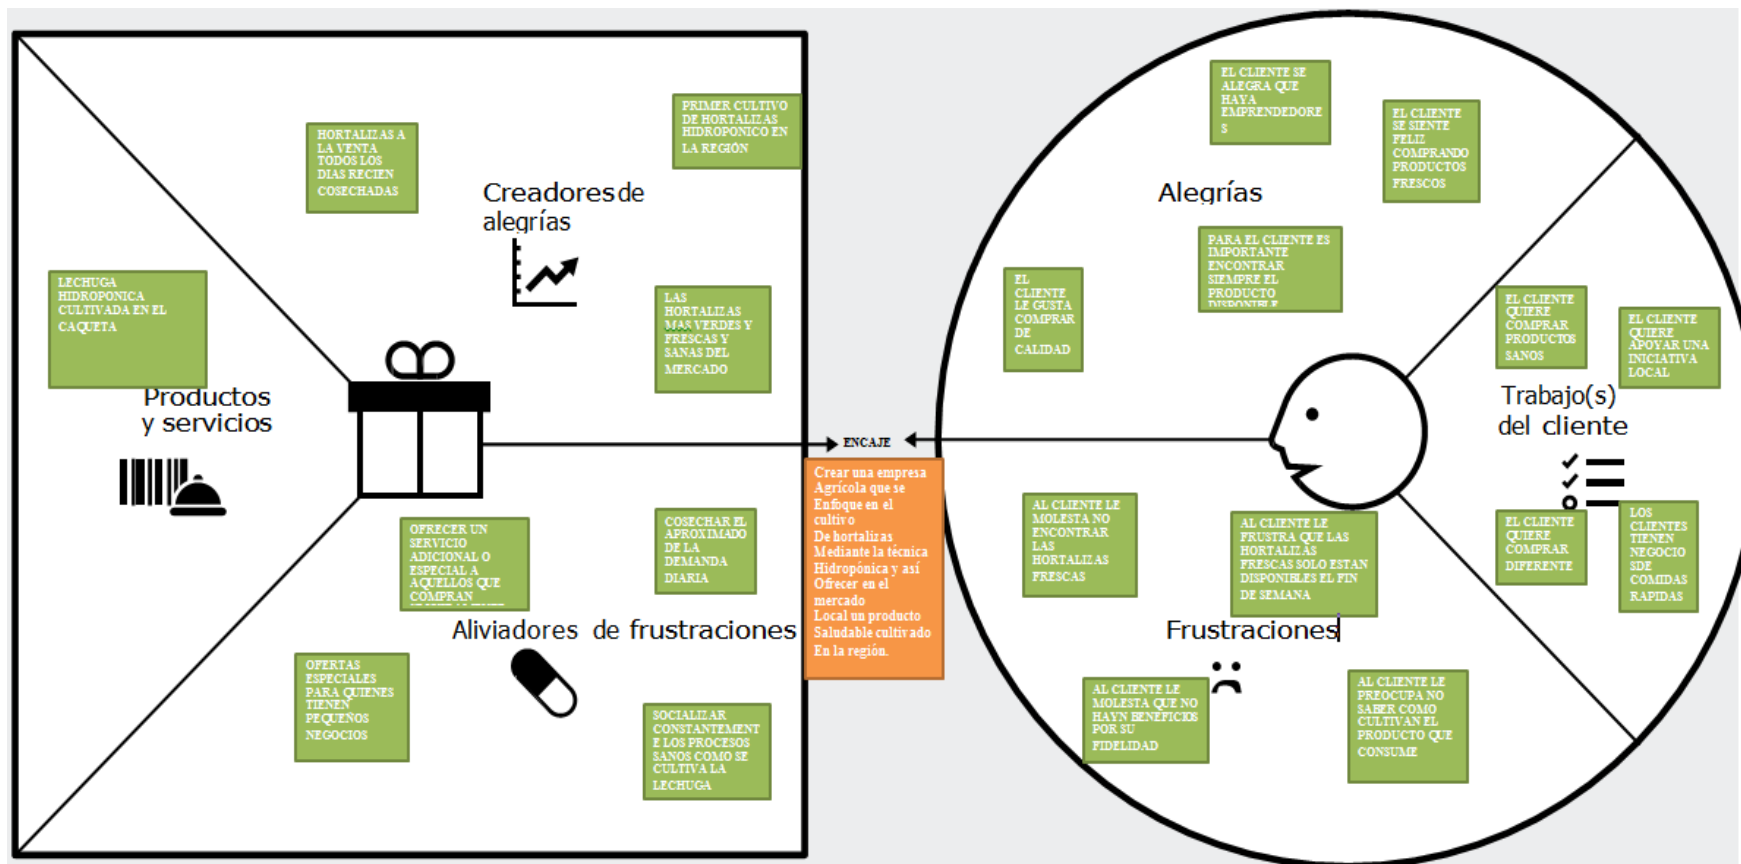 HORTALIZAS A
LA VENTA
TODOS LOS
DIAS RECIEN
COSECHADAS
PRIMER CULTIVO
DE HORTALIZAS
HIDROPONICO EN
LA REGIÓN
Creadores de
alegrías
LAS
HORTALIZAS
MAS VERDES Y
FRESCAS Y
SANAS DEL
MERCADO
LECHUGA
HIDROPONICA
CULTIVADA EN EL
CAQUETA
Productos
y servicios
OFRECER UN
SERVICIO
ADICIONAL O
ESPECIAL A
AQUELLOS QUE
COMPRAN
COSECHAR EL
APROXIMADO
DE LA
DEMANDA
DIARIA
Aliviadores de frustraciones
OFERTAS
ESPECIALES
PARA QUIENES
TIENEN
PEQUEÑOS
NEGOCIOS
SOCIALIZAR
CONSTANTEMENT
E LOS PROCESOS
SANOS COMO SE
CULTIVA LA
LECHUGA
ENCAJE
Crear una empresa
Agrícola que se
Enfoque en el
cultivo
De hortalizas
Mediante la técnica
Hidropónica y así
Ofrecer en el
mercado
Local un producto
Saludable cultivado
En la región.
EL CLIENTE SE
ALEGRA QUE
HAYA
EMPRENDEDORE
S
EL CLIENTE
SE SIENTE
FELIZ
COMPRANDO
PRODUCTOS
FRESCOS
Alegrías
PARA EL CLIENTE ES
IMPORTANTE
ENCONTRAR
SIEMPRE EL
PRODUCTO
DISPONIBLE
EL
CLIENTE
LE GUSTA
COMPRAR
DE
CALIDAD
EL CLIENTE
QUIERE
COMPRAR
PRODUCTOS
SANOS
EL CLIENTE
QUIERE
APOYAR UNA
INICIATIVA
LOCAL
Trabajo(s)
del cliente
EL CLIENTE
QUIERE
COMPRAR
DIFERENTE
LOS
CLIENTES
TIENEN
NEGOCIO
SDE
COMIDAS
RAPIDAS
AL CLIENTE LE
MOLESTA NO
ENCONTRAR
LAS
HORTALIZAS
FRESCAS
AL CLIENTE LE
FRUSTRA QUE LAS
HORTALIZAS
FRESCAS SOLO ESTAN
DISPONIBLES EL FIN
DE SEMANA
Frustraciones
AL CLIENTE LE
MOLESTA QUE NO
HAYN BENEFICIOS
POR SU
FIDELIDAD
AL CLIENTE LE
PREOCUPA NO
SABER COMO
CULTIVAN EL
PRODUCTO QUE
CONSUME